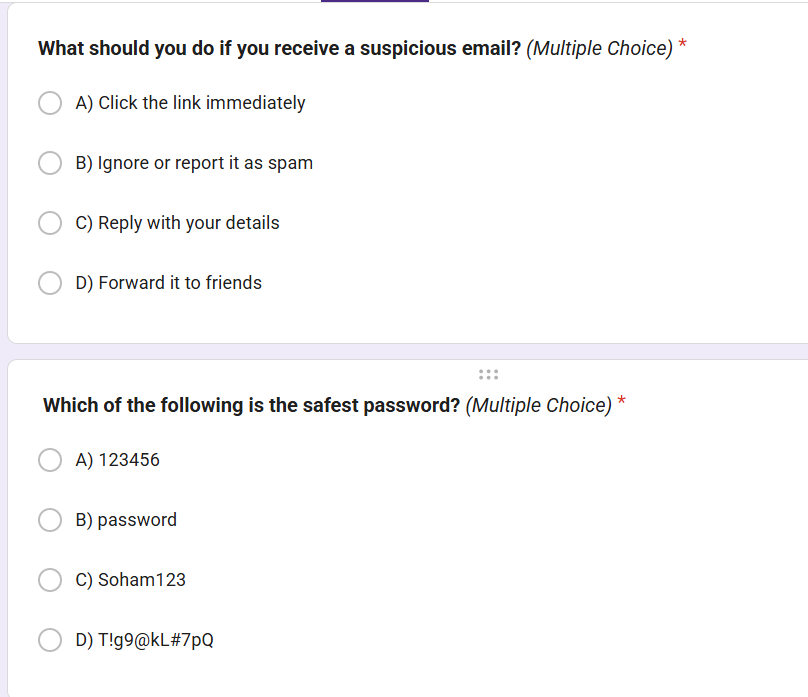 What should you do if you receive a suspicious email? (Multiple Choice) *
A) Click the link immediately
B) Ignore or report it as spam
C) Reply with your details
D) Forward it to friends
Which of the following is the safest password? (Multiple Choice) *
A) 123456
B) password
C) Soham123
D) T!g9@kL#7pQ